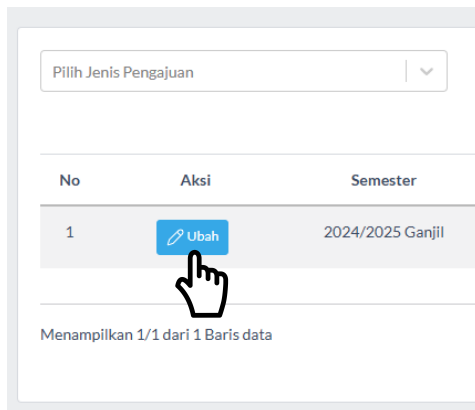 Pilih Jenis Pengajuan
No Aksi Semester
1 Ubah 2024/2025 Ganjil
Menampilkan 1/1 dari 1 Baris data